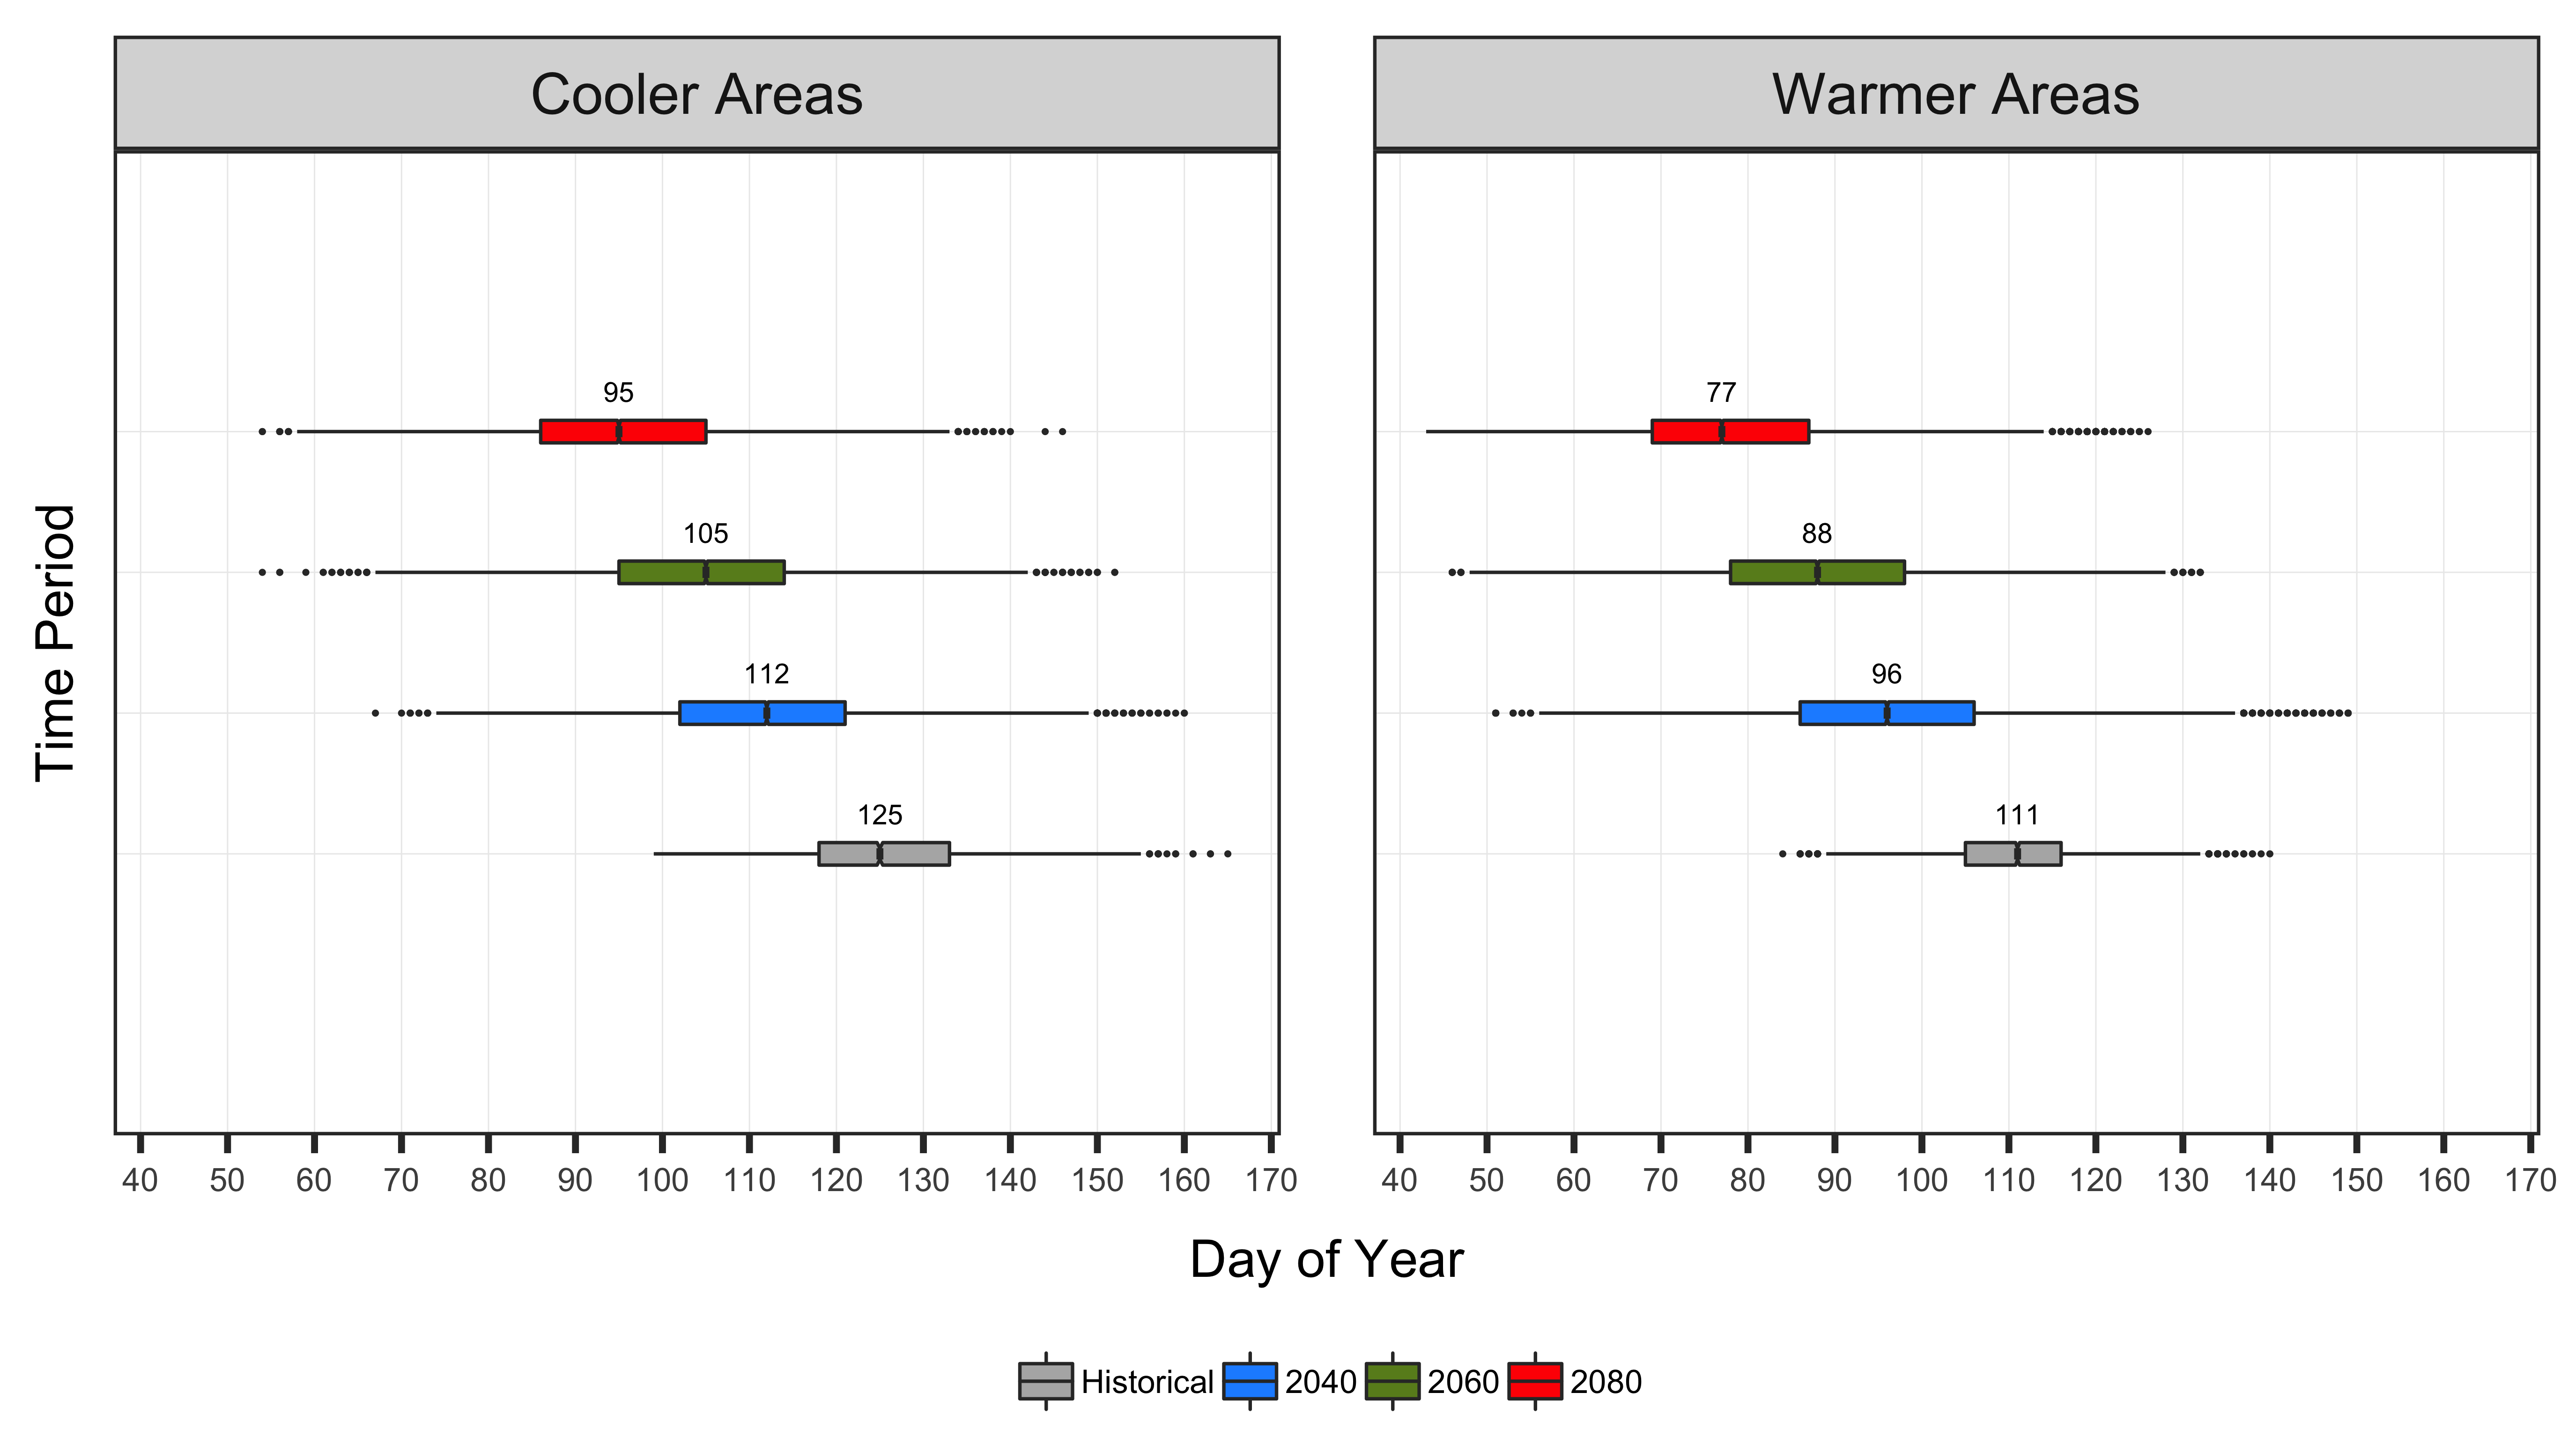 Cooler Areas
Warmer Areas
Time Period
95
105
112
125
77
88
96
111
40 50 60 70 80 90 100 110 120 130 140 150 160 170
40 50 60 70 80 90 100 110 120 130 140 150 160 170
Day of Year
Historical 2040 2060 2080